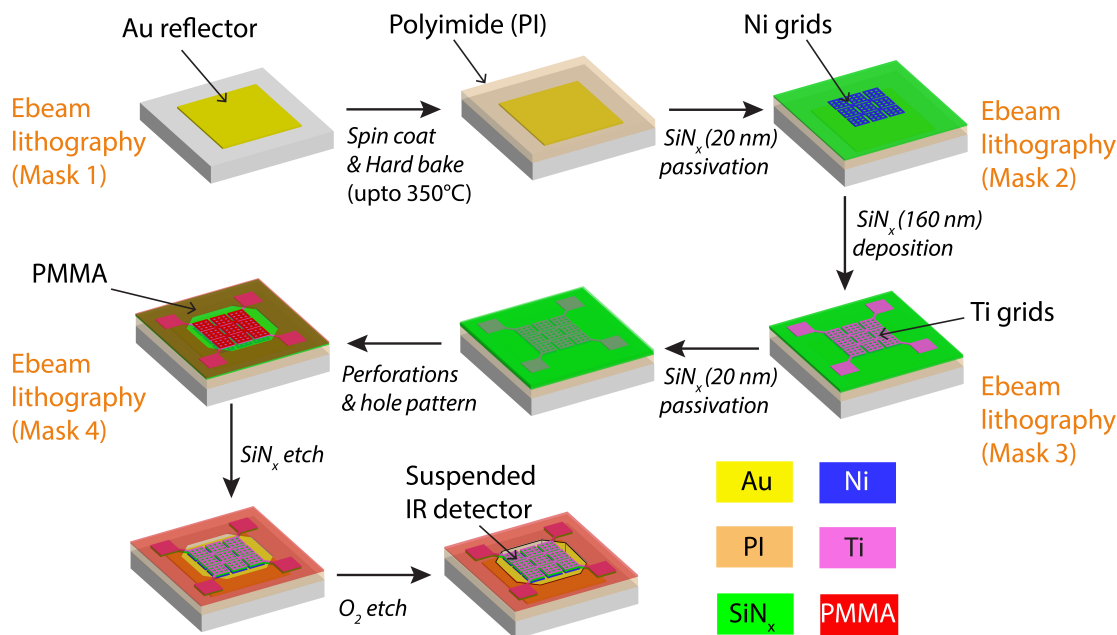 Au reflector
Ebeam
lithography
(Mask 1)
Spin coat
& Hard bake
(upto 350°C)
Polyimide (PI)
SiNx (20 nm)
passivation
Ni grids
Ebeam
lithography
(Mask 2)
SiNx (160 nm)
deposition
Ti grids
Ebeam
lithography
(Mask 3)
SiNx (20 nm)
passivation
Perforations
& hole pattern
PMMA
Ebeam
lithography
(Mask 4)
SiNx etch
O2 etch
Suspended
IR detector
Au
Ni
PI
Ti
SiNx
PMMA